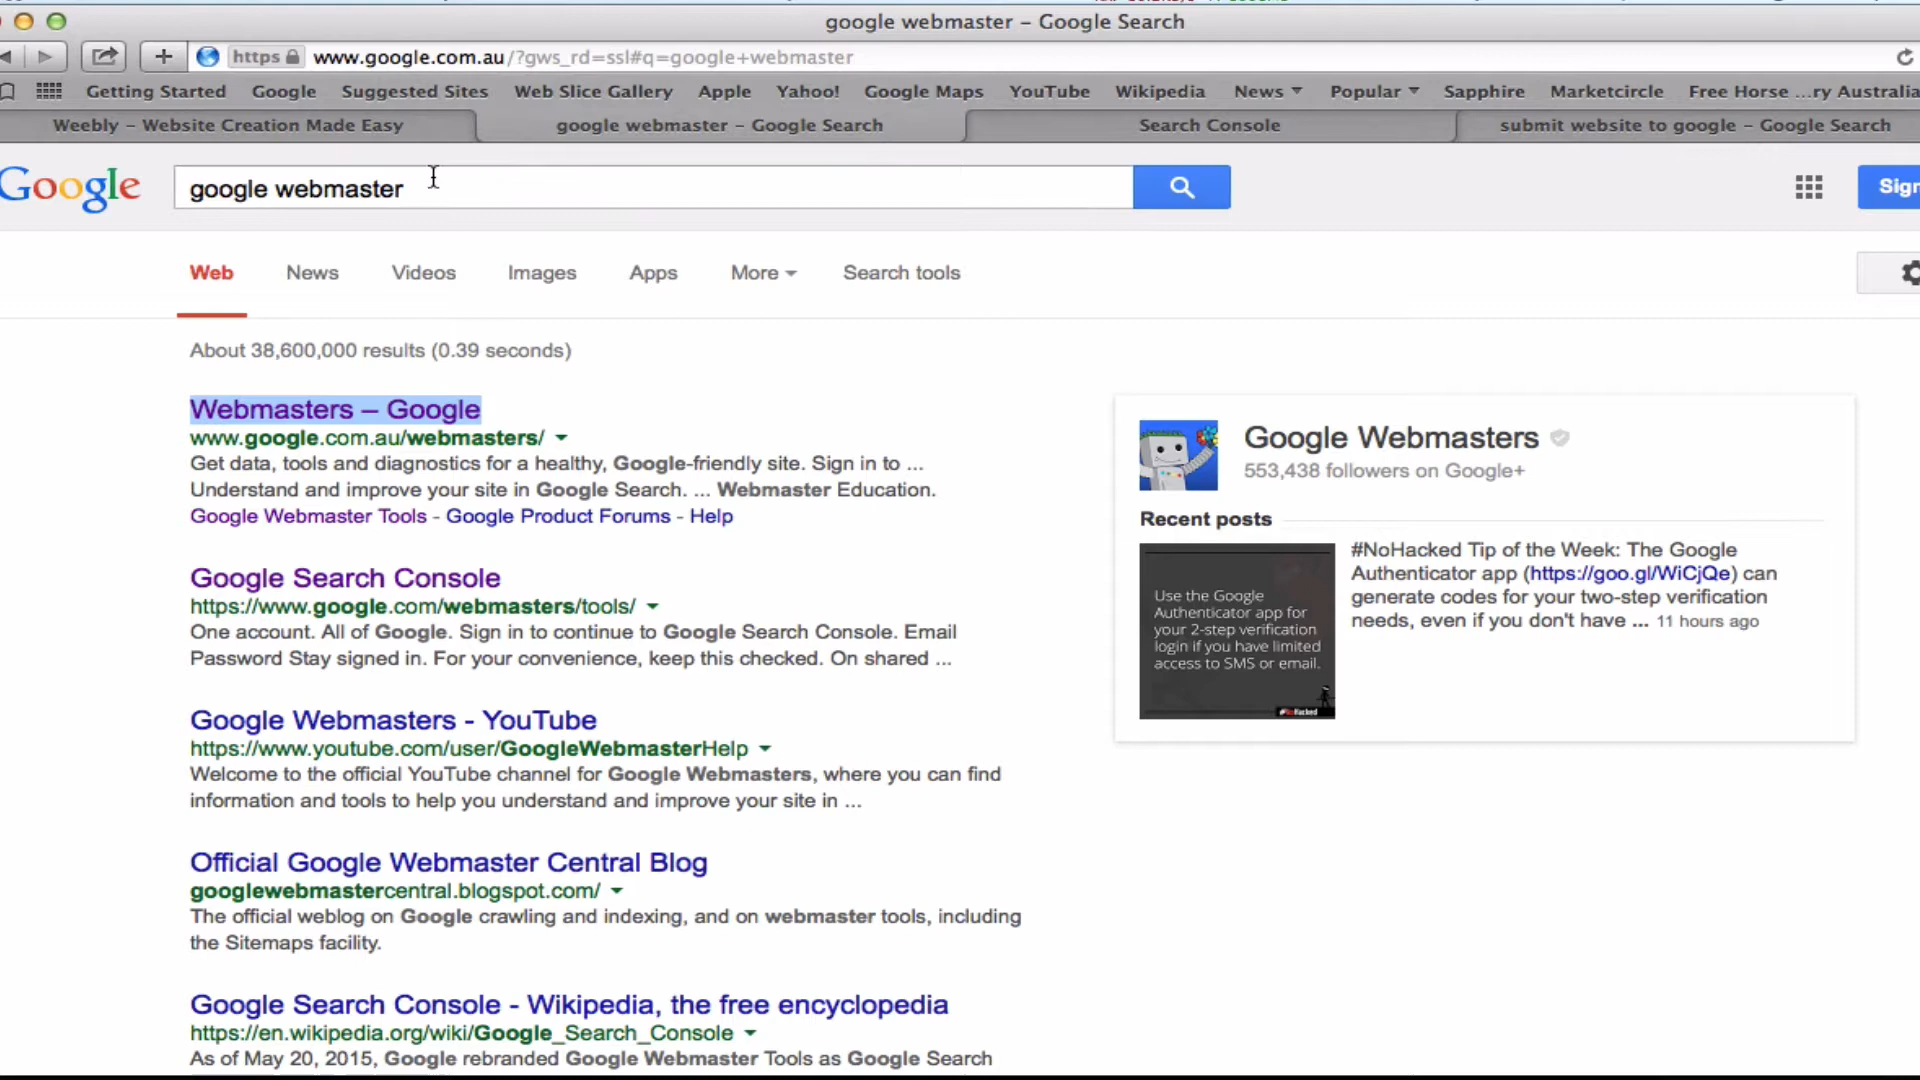 google webmaster – Google Search
https www.google.com.au/?gws_rd=ssl#q=google+webmaster
Getting Started Google Suggested Sites Web Slice Gallery Apple Yahoo! Google Maps YouTube Wikipedia News Popular Sapphire Marketcircle Free Horse ...ry Australia
Weebly – Website Creation Made Easy google webmaster – Google Search Search Console submit website to google – Google Search
Google google webmaster Sign
Web News Videos Images Apps More Search tools
About 38,600,000 results (0.39 seconds)
Webmasters – Google
www.google.com.au/webmasters/
Get data, tools and diagnostics for a healthy, Google-friendly site. Sign in to ...
Understand and improve your site in Google Search. ... Webmaster Education.
Google Webmaster Tools - Google Product Forums - Help
Google Search Console
https://www.google.com/webmasters/tools/
One account. All of Google. Sign in to continue to Google Search Console. Email
Password Stay signed in. For your convenience, keep this checked. On shared ...
Google Webmasters - YouTube
https://www.youtube.com/user/GoogleWebmasterHelp
Welcome to the official YouTube channel for Google Webmasters, where you can find
information and tools to help you understand and improve your site in ...
Official Google Webmaster Central Blog
googlewebmastercentral.blogspot.com/
The official weblog on Google crawling and indexing, and on webmaster tools, including
the Sitemaps facility.
Google Search Console - Wikipedia, the free encyclopedia
https://en.wikipedia.org/wiki/Google_Search_Console
As of May 20, 2015, Google rebranded Google Webmaster Tools as Google Search
Google Webmasters
553,438 followers on Google+
Recent posts
Use the Google
Authenticator app for
your 2-step verification
login if you have limited
access to SMS or email.
#NoHacked
#NoHacked Tip of the Week: The Google
Authenticator app (https://goo.gl/WiCjQe) can
generate codes for your two-step verification
needs, even if you don't have ... 11 hours ago